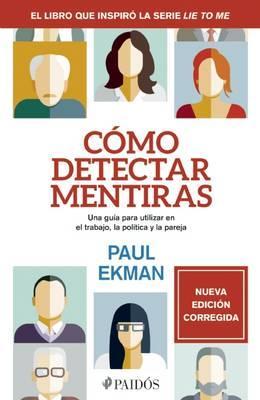 EL LIBRO QUE INSPIRÓ LA SERIE LIE TO ME
CÓMO
DETECTAR
MENTIRAS
Una guía para utilizar en
el trabajo, la política y la pareja
PAUL
EKMAN
NUEVA
EDICIÓN
CORREGIDA
PAIDÓS